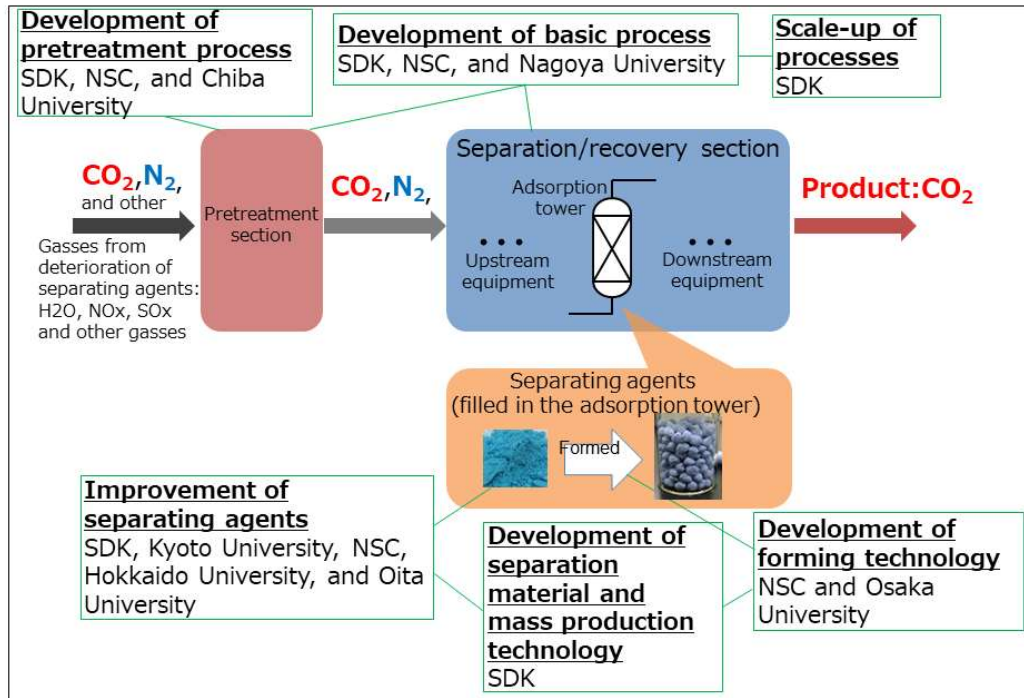 Development of
pretreatment process
SDK, NSC, and Chiba
University
Development of basic process
SDK, NSC, and Nagoya University
Scale-up of
processes
SDK
CO2,N2,
and other
Gasses from
deterioration of
separating agents:
H2O, NOx, SOx
and other gasses
Pretreatment
section
CO2,N2,
Separation/recovery section
Adsorption
tower
• • •
Upstream
equipment
• • •
Downstream
equipment
Product:CO2
Separating agents
(filled in the adsorption tower)
Formed
Improvement of
separating agents
SDK, Kyoto University, NSC,
Hokkaido University, and Oita
University
Development of
separation
material and
mass production
technology
SDK
Development of
forming technology
NSC and Osaka
University